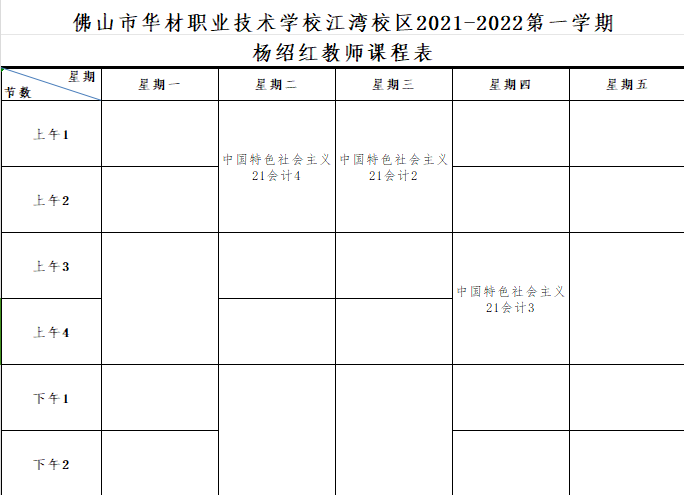 佛山市华材职业技术学校江湾校区2021-2022第一学期
杨绍红教师课程表
星期
节数
星期一 星期二 星期三 星期四 星期五
上午1
中国特色社会主义 中国特色社会主义
21会计4 21会计2
上午2
上午3
中国特色社会主义
21会计3
上午4
下午1
下午2